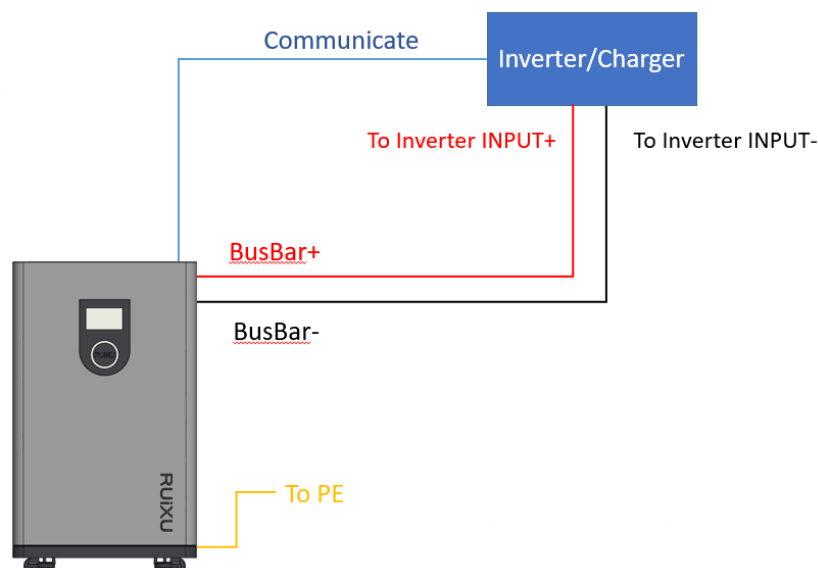 Communicate
Inverter/Charger
To Inverter INPUT+
To Inverter INPUT-
BusBar+
BusBar-
RUiXU
To PE